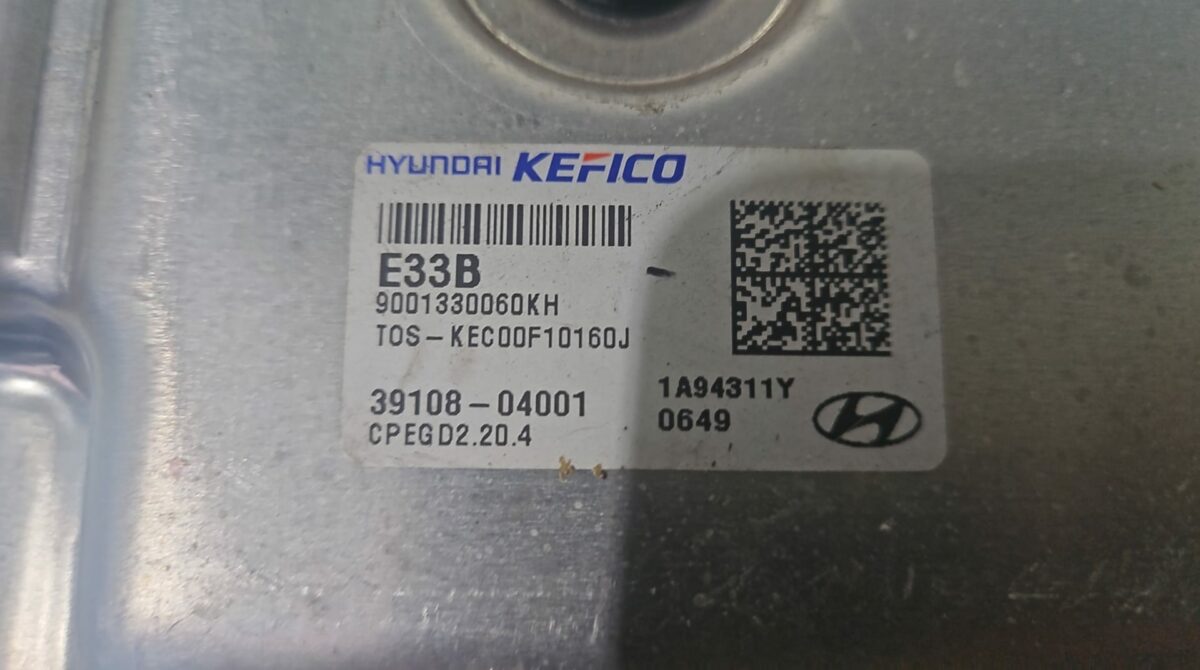 HYUNDAI KEFICO
E33B
9001330060KH
TOS-KEC00F10160J
39108-04001
CPEGD2.20.4
1A94311Y
0649